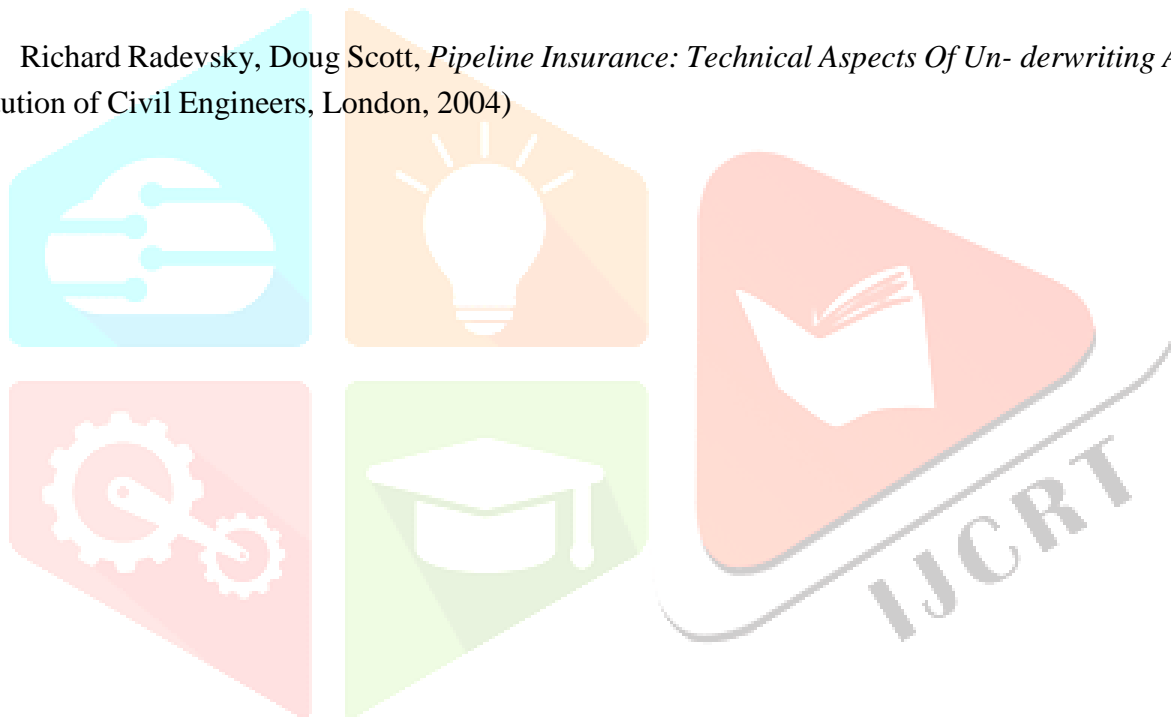 Richard Radevsky, Doug Scott, Pipeline Insurance: Technical Aspects Of Un- derwriting A
ution of Civil Engineers, London, 2004)
IJCRT